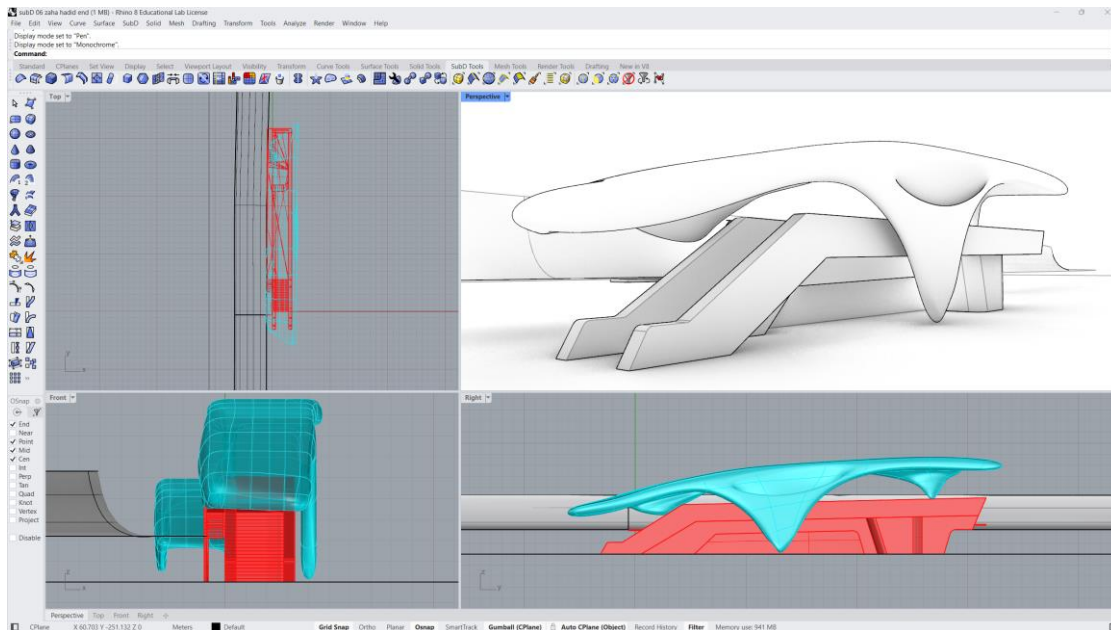 subD 06 zaha hadid end (1 MB) - Rhino 8 Educational Lab License
File Edit View Curve Surface SubD Solid Mesh Drafting Transform Tools Analyze Render Window Help
Display mode set to "Pen".
Display mode set to "Monochrome".
Command:
Standard CPlanes Set View Display Select Viewport Layout Visibility Transform Curve Tools Surface Tools Solid Tools SubD Tools Mesh Tools Render Tools Drafting New in V8
Top
Perspective
y
x
OSnap
End
Near
Point
Mid
Cen
Int
Perp
Tan
Quad
Knot
Vertex
Project
Disable
Front
Right
z
x
z
y
Perspective Top Front Right
CPlane X 60.703 Y -251.132 Z 0 Meters Default Grid Snap Ortho Planar Osnap SmartTrack Gumball (CPlane) Auto CPlane (Object) Record History Filter Memory use: 941 MB